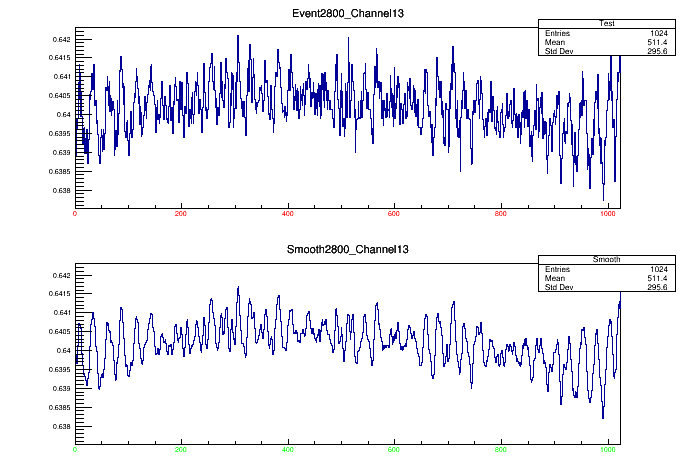 Event2800_Channel13
Test
Entries 1024
Mean 511.4
Std Dev 295.6
0.642
0.6415
0.641
0.6405
0.64
0.6395
0.639
0.6385
0.638
0 200 400 600 800 1000
Smooth2800_Channel13
Smooth
Entries 1024
Mean 511.4
Std Dev 295.6
0.642
0.6415
0.641
0.6405
0.64
0.6395
0.639
0.6385
0.638
0 200 400 600 800 1000